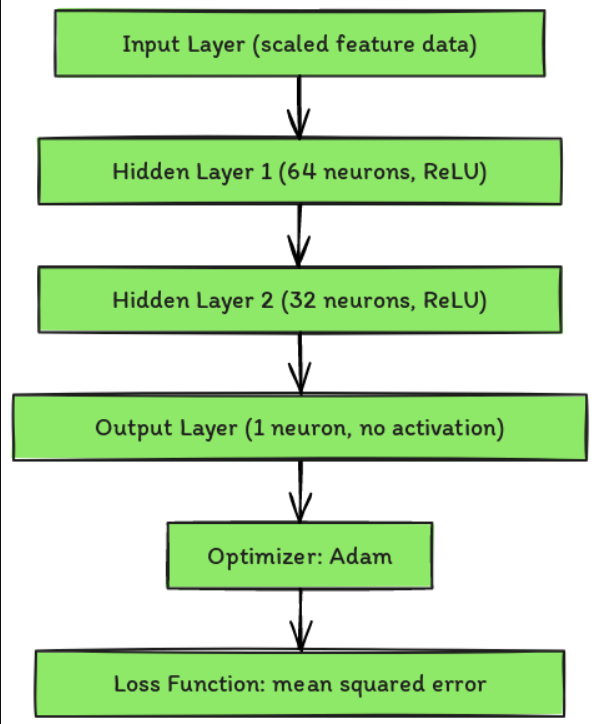 Input Layer (scaled feature data)
Hidden Layer 1 (64 neurons, ReLU)
Hidden Layer 2 (32 neurons, ReLU)
Output Layer (1 neuron, no activation)
Optimizer: Adam
Loss Function: mean squared error